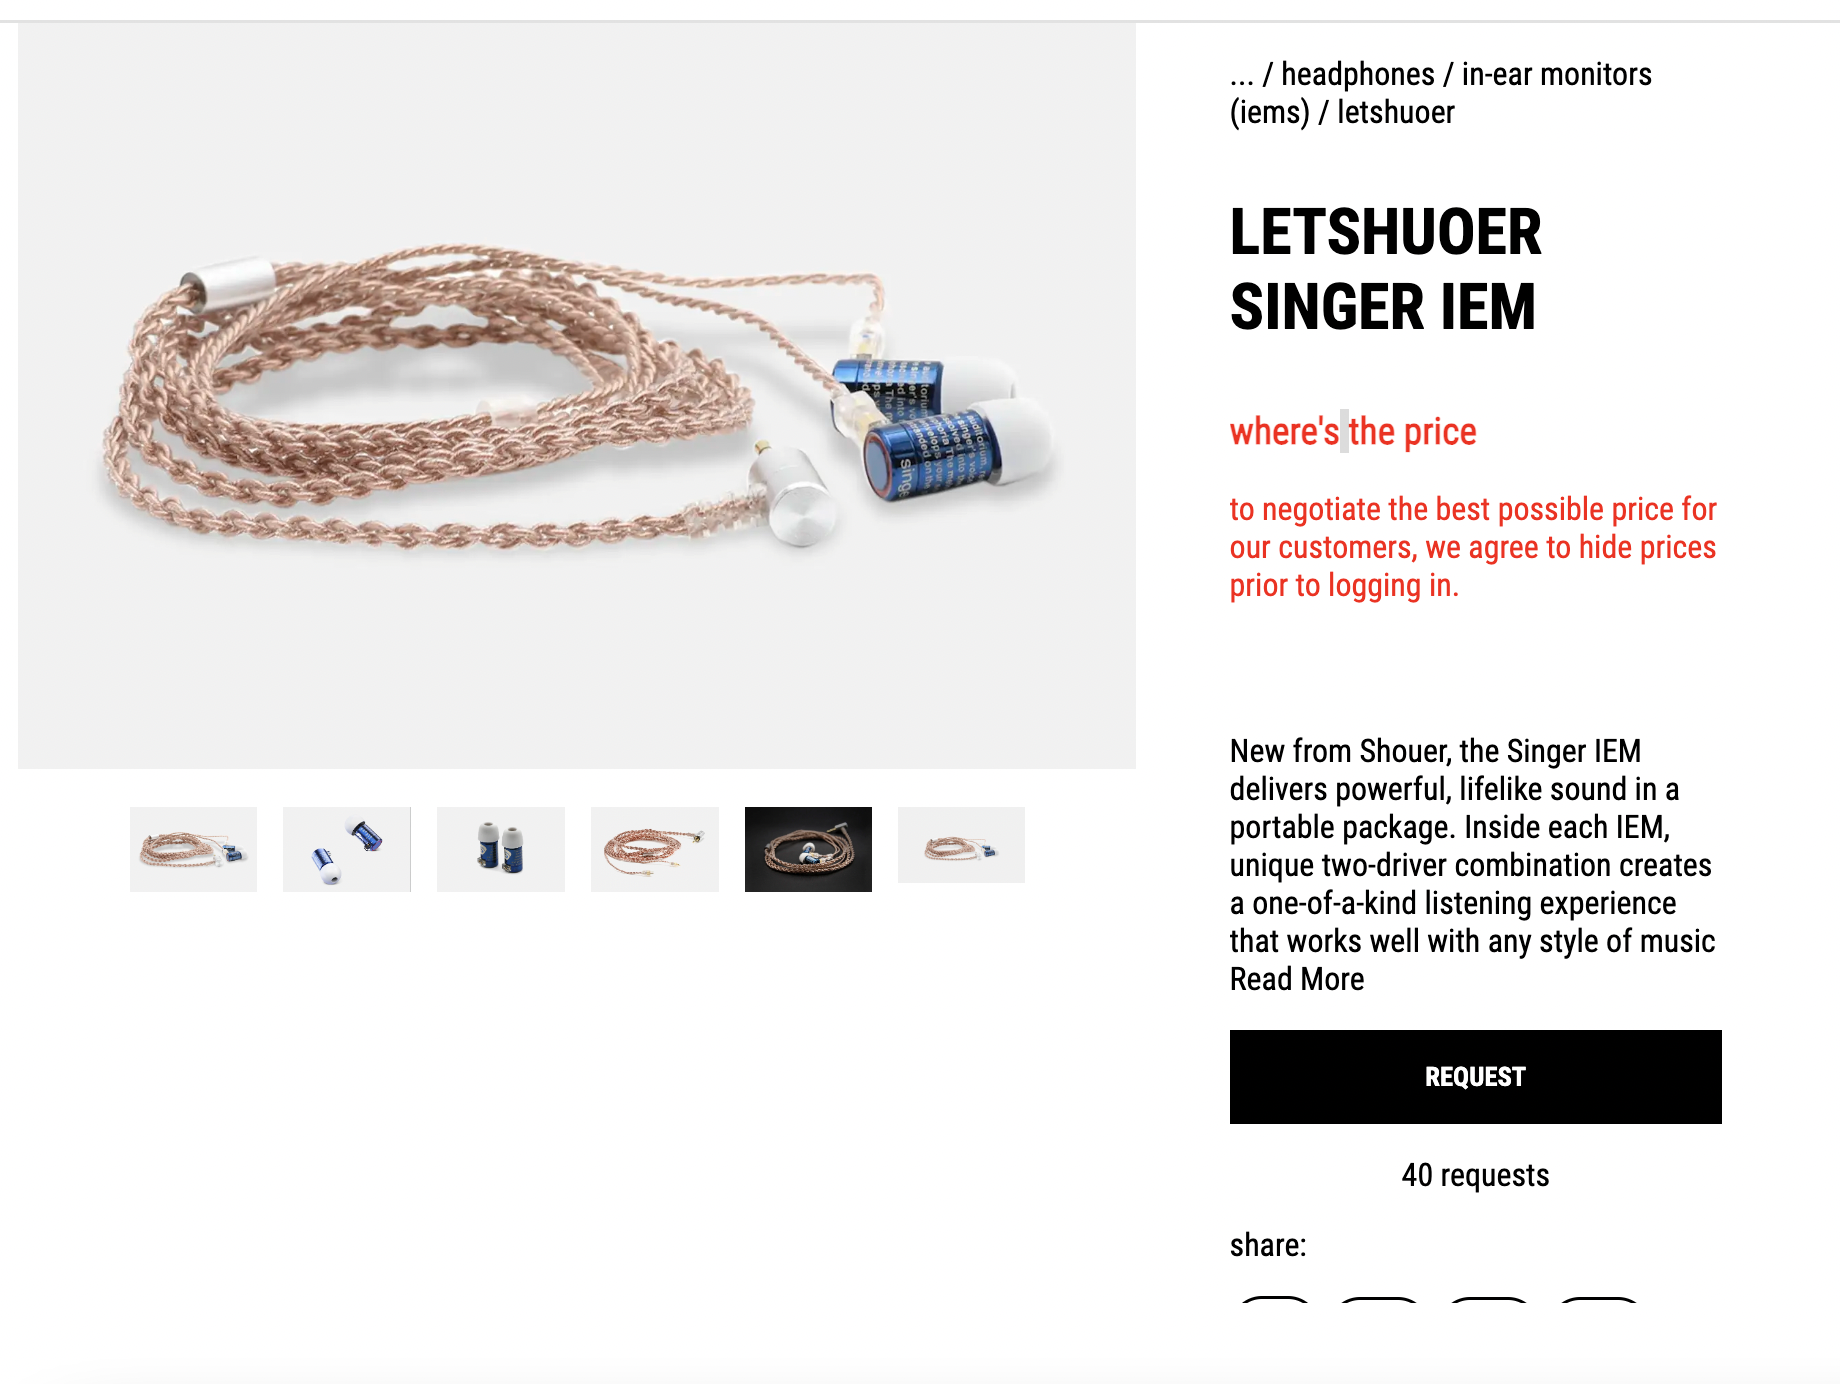 ... / headphones / in-ear monitors
(iems) / letshuoer
LETSHUOER
SINGER IEM
where's the price
to negotiate the best possible price for
our customers, we agree to hide prices
prior to logging in.
New from Shouer, the Singer IEM
delivers powerful, lifelike sound in a
portable package. Inside each IEM,
unique two-driver combination creates
a one-of-a-kind listening experience
that works well with any style of music
Read More
REQUEST
40 requests
share: